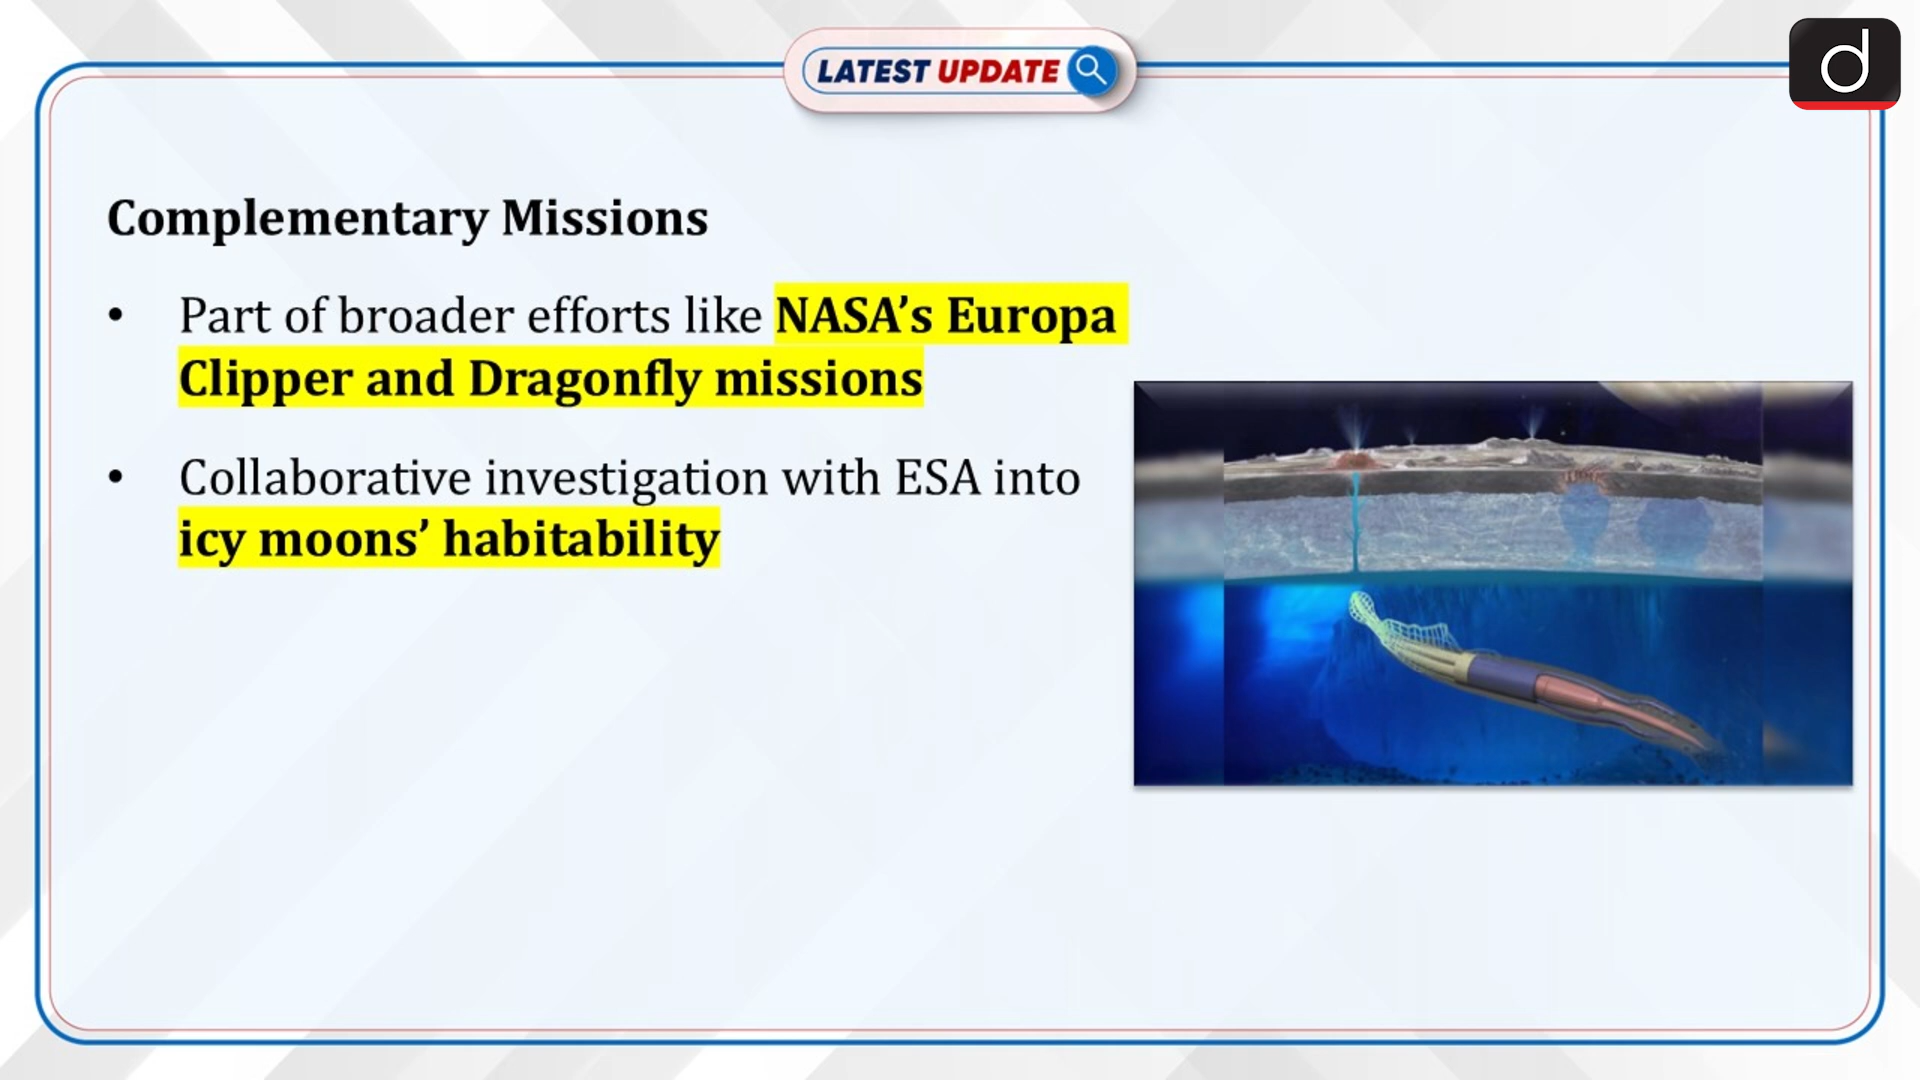 LATEST UPDATE
d
Complementary Missions
• Part of broader efforts like NASA’s Europa
Clipper and Dragonfly missions
• Collaborative investigation with ESA into
icy moons’ habitability